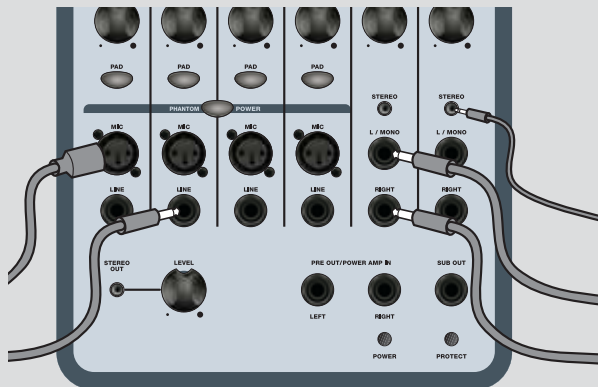 PAD PAD PAD PAD
STEREO STEREO
PHANTOM POWER
MIC MIC MIC MIC L / MONO L / MONO
LINE LINE LINE LINE RIGHT RIGHT
STEREO OUT
LEVEL
PRE OUT/POWER AMP IN
SUB OUT
LEFT RIGHT
POWER PROTECT